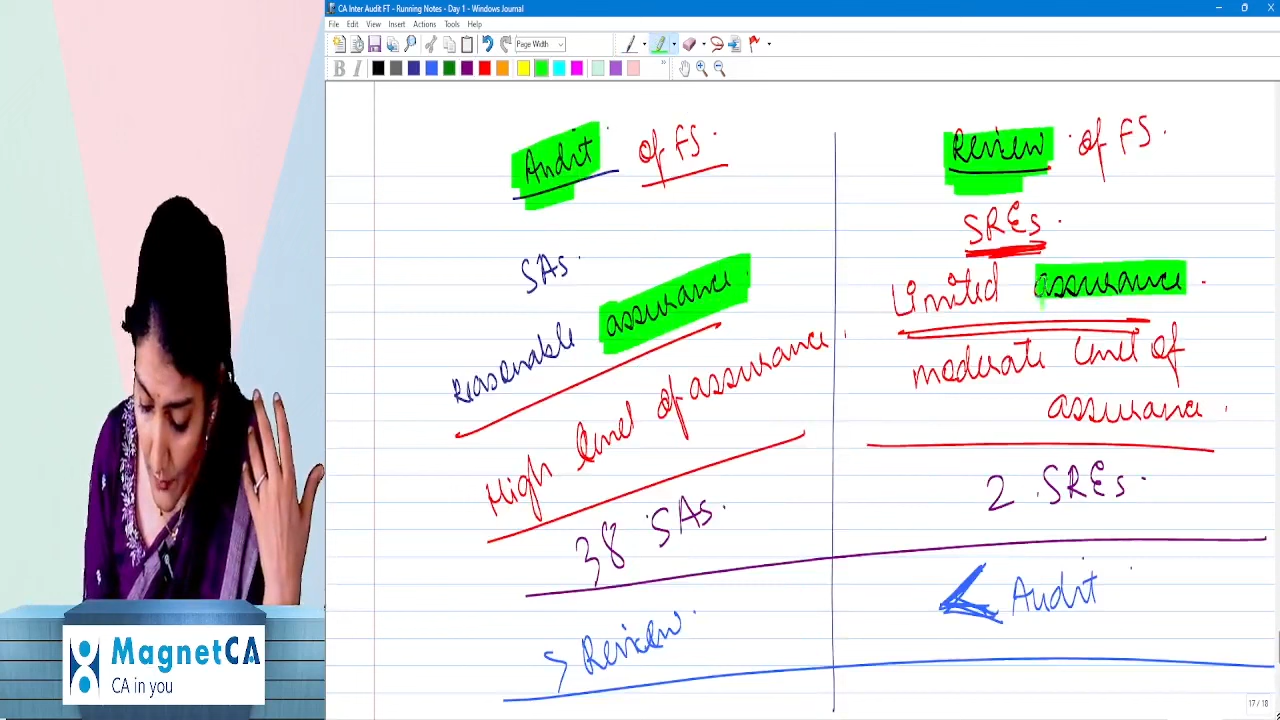 CA Inter Audit FT - Running Notes - Day 1 - Windows Journal
File Edit View Insert Actions Tools Help
Page Width
B I
Audit of FS.
SAs.
Reasonable assurance.
High level of assurance.
38 SAs.
> Review.
Review of FS.
SREs.
Limited assurance.
moderate level of
assurance.
2 SREs.
< Audit.
MagnetCA
CA in you
17 / 18